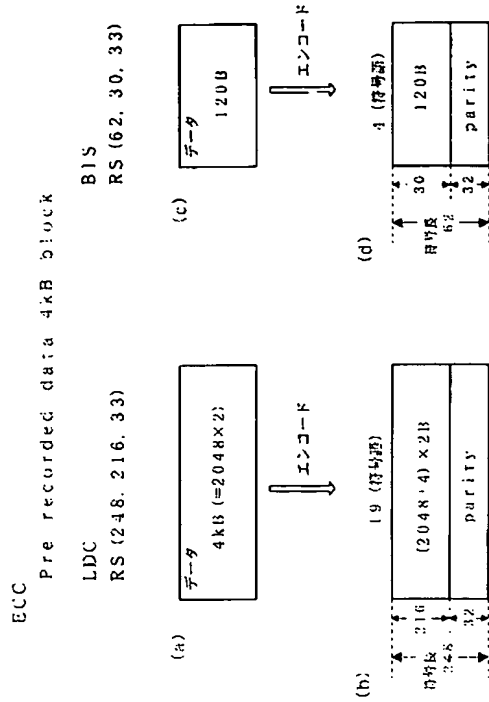 ECC
Pre recorded data 4kB block
LDC
RS (248, 216, 33)
BIS
RS (62, 30, 33)
(a)
データ
4kB (=2048×2)
エンコード
(b)
19 (符号語)
216
(2048+4)×2B
符号長
248
32
parity
(c)
データ
120B
エンコード
(d)
4 (符号語)
30
120B
符号長
62
32
parity